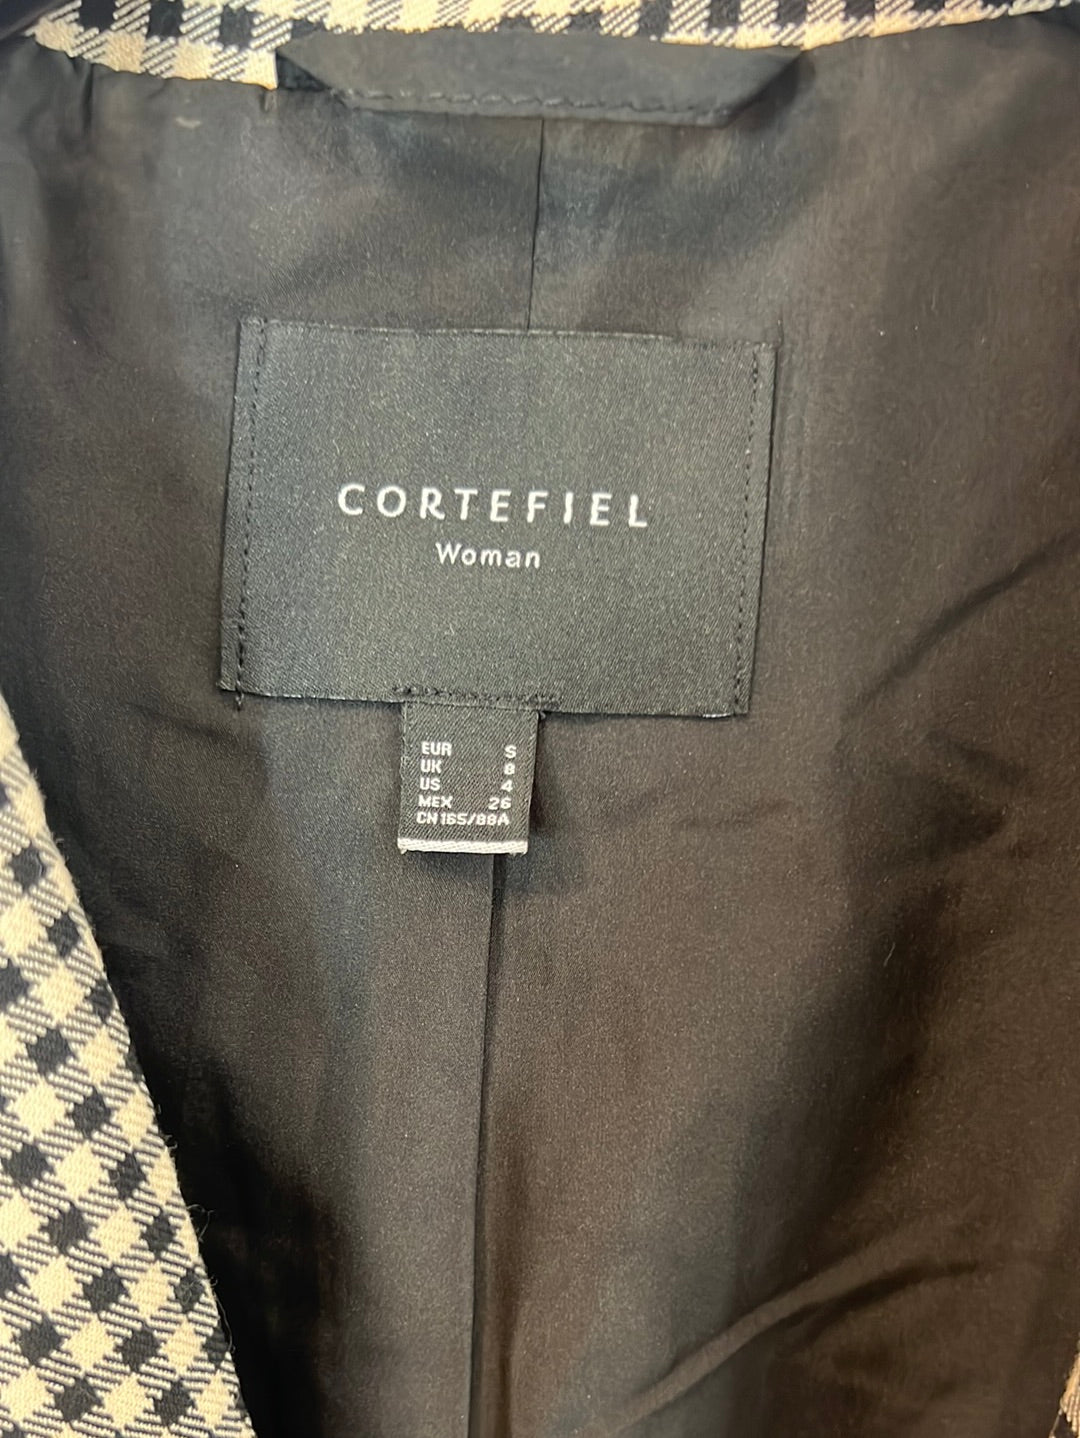 CORTEFIEL
Woman
EUR S
UK 8
US 4
MEX 26
CN 165/88A